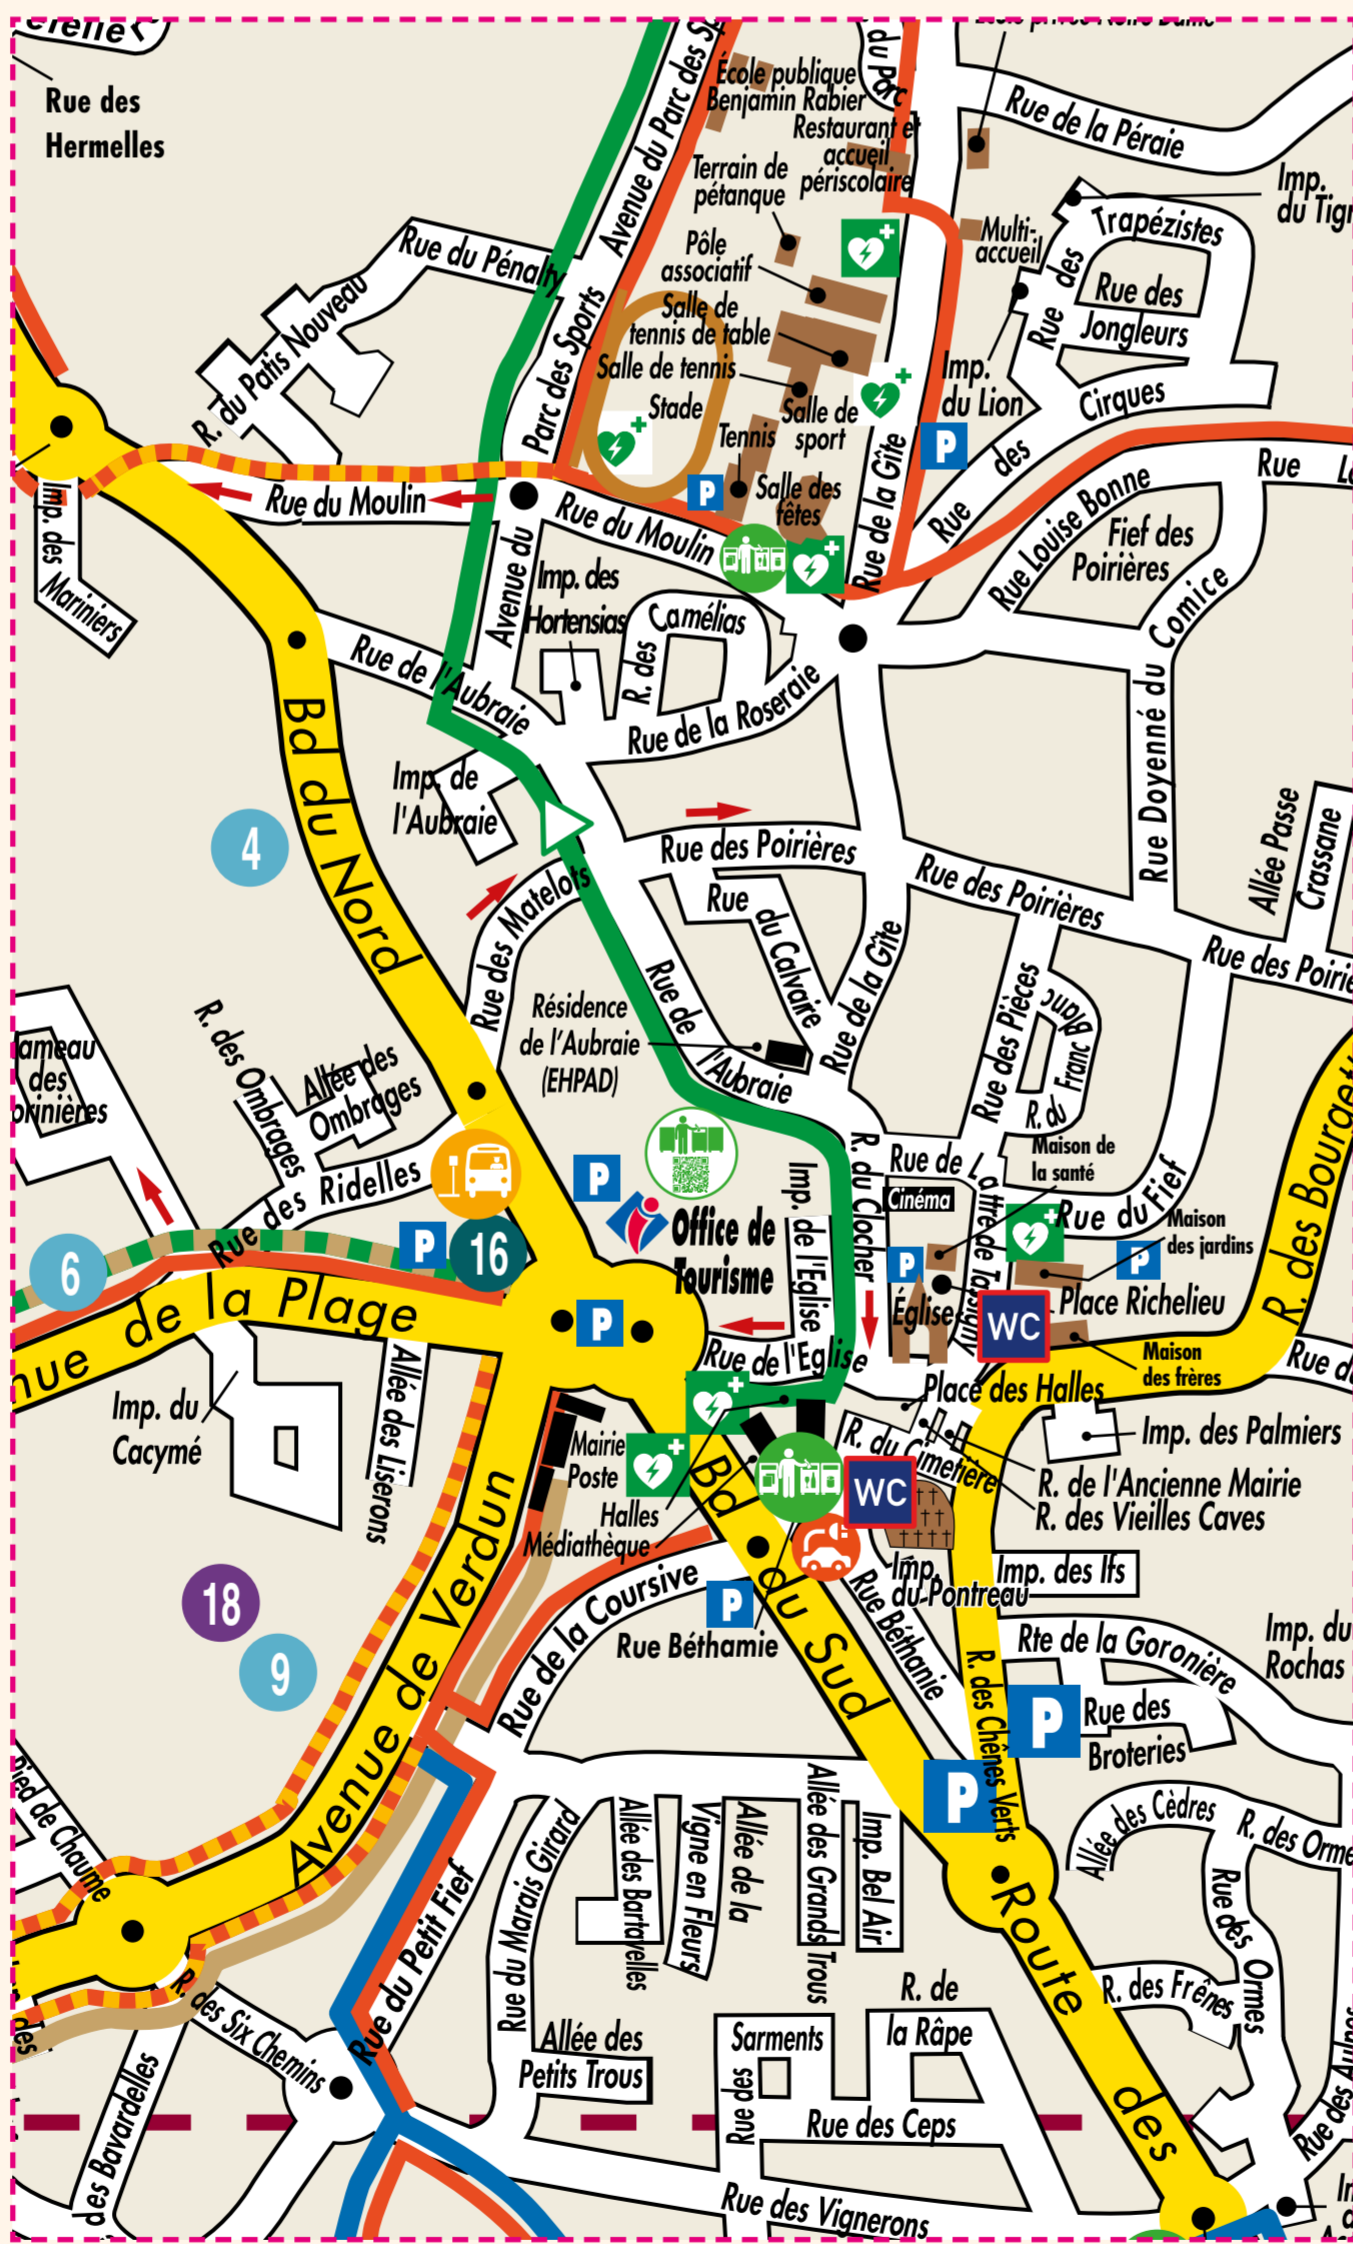 Rue des
Hermelles
École publique
Benjamin Rabier
Restaurant et
accueil
périscolaire
du Parc
Rue de la Péraie
Avenue du Parc des
Terrain de
pétanque
Imp.
Trapézistes
Multi-
accueil
Pôle
associatif
Rue du Pénalty
Rue des
Rue des
Jongleurs
Salle de
tennis de table
R. du Patis Nouveau
Parc des Sports
Salle de tennis
Imp.
du Lion
Cirques
Stade
Salle de
sport
Tennis
P
des
Rue
Rue du Moulin
P
Salle des
fêtes
Rue de la Gîte
Rue Louise Bonne
Rue
Fief des
Poirières
Rue du Moulin
Imp. des
Mariniers
Avenue du
Imp. des
Hortensias
Camélias
R. des
Comice
Rue Doyenné du
Rue de l'Aubraie
Rue de la Roseraie
Bd du Nord
Imp. de
l'Aubraie
4
Rue des Poirières
Rue des Poirières
Allée Passe
Crassane
Rue des Matelots
Rue
du Calvaire
Rue de la Gîte
Rue des
Rue de
l'Aubraie
Résidence
de l'Aubraie
(EHPAD)
Rue des Pièces
R. du
Franc Blanc
R. des Ombrages
Allée des
Ombrages
des
Rue des Ridelles
P
P
16
6
Office de
Tourisme
Imp. de l'Eglise
R. du Clocher
Rue de Lattre de Tassigny
Maison de
la santé
Cinéma
Rue du Fief
Maison
des jardins
P
P
R. des Bourgets
Église
WC
Place Richelieu
Maison
des frères
de la Plage
P
Rue de l'Eglise
Place des Halles
Imp. du
Cacymé
Allée des Liserons
Mairie
Poste
Halles
Médiathèque
R. du Cimetière
Imp. des Palmiers
R. de l'Ancienne Mairie
R. des Vieilles Caves
WC
Bd du Sud
Imp.
du Pontreau
Imp. des Ifs
18
9
Avenue de Verdun
Rue de la Coursive
P
Rue Béthamie
Rue Béthanie
R. des Chênes Verts
Rte de la Goronière
Imp. du
Rochas
P
Rue des
Broteries
P
Allée des Cèdres
Rue des Ormes
Rue du Marais Girard
Allée des Bartavelles
Vigne en Fleurs
Allée de la
Allée des Grands Trous
Imp. Bel Air
Rue du Petit Fief
R. des Six Chemins
Allée des
Petits Trous
Sarments
Rue des
R. de
la Râpe
Rue des Ceps
Rue des Vignerons
R. des Frênes
Route
des